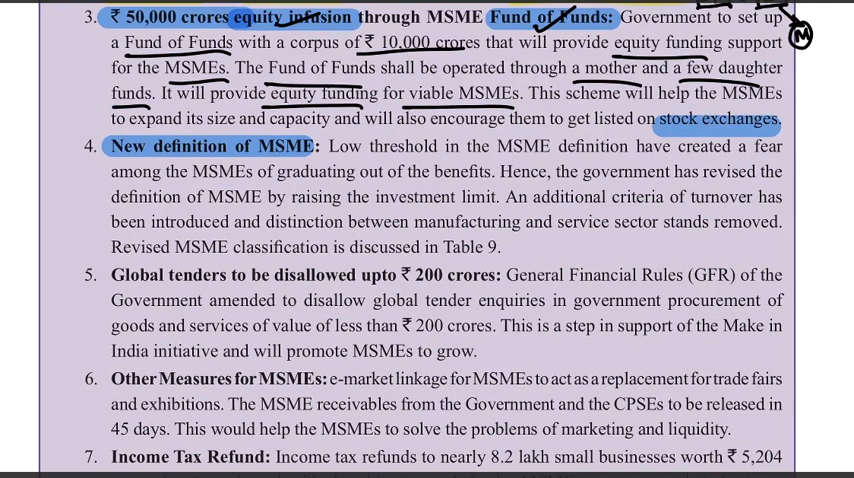 3. ₹ 50,000 crores equity infusion through MSME Fund of Funds: Government to set up
a Fund of Funds with a corpus of ₹ 10,000 crores that will provide equity funding support
for the MSMEs. The Fund of Funds shall be operated through a mother and a few daughter
funds. It will provide equity funding for viable MSMEs. This scheme will help the MSMEs
to expand its size and capacity and will also encourage them to get listed on stock exchanges.
M
4. New definition of MSME: Low threshold in the MSME definition have created a fear
among the MSMEs of graduating out of the benefits. Hence, the government has revised the
definition of MSME by raising the investment limit. An additional criteria of turnover has
been introduced and distinction between manufacturing and service sector stands removed.
Revised MSME classification is discussed in Table 9.
5. Global tenders to be disallowed upto ₹ 200 crores: General Financial Rules (GFR) of the
Government amended to disallow global tender enquiries in government procurement of
goods and services of value of less than ₹ 200 crores. This is a step in support of the Make in
India initiative and will promote MSMEs to grow.
6. Other Measures for MSMEs: e-market linkage for MSMEs to act as a replacement for trade fairs
and exhibitions. The MSME receivables from the Government and the CPSEs to be released in
45 days. This would help the MSMEs to solve the problems of marketing and liquidity.
7. Income Tax Refund: Income tax refunds to nearly 8.2 lakh small businesses worth ₹ 5,204